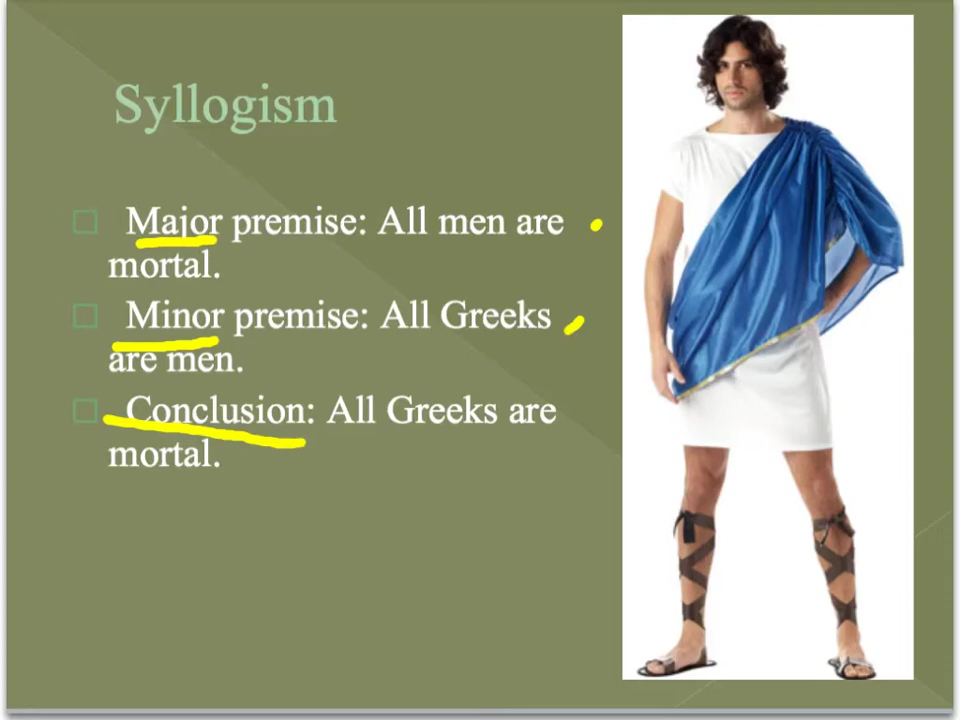 Syllogism
Major premise: All men are
mortal.
Minor premise: All Greeks
are men.
Conclusion: All Greeks are
mortal.